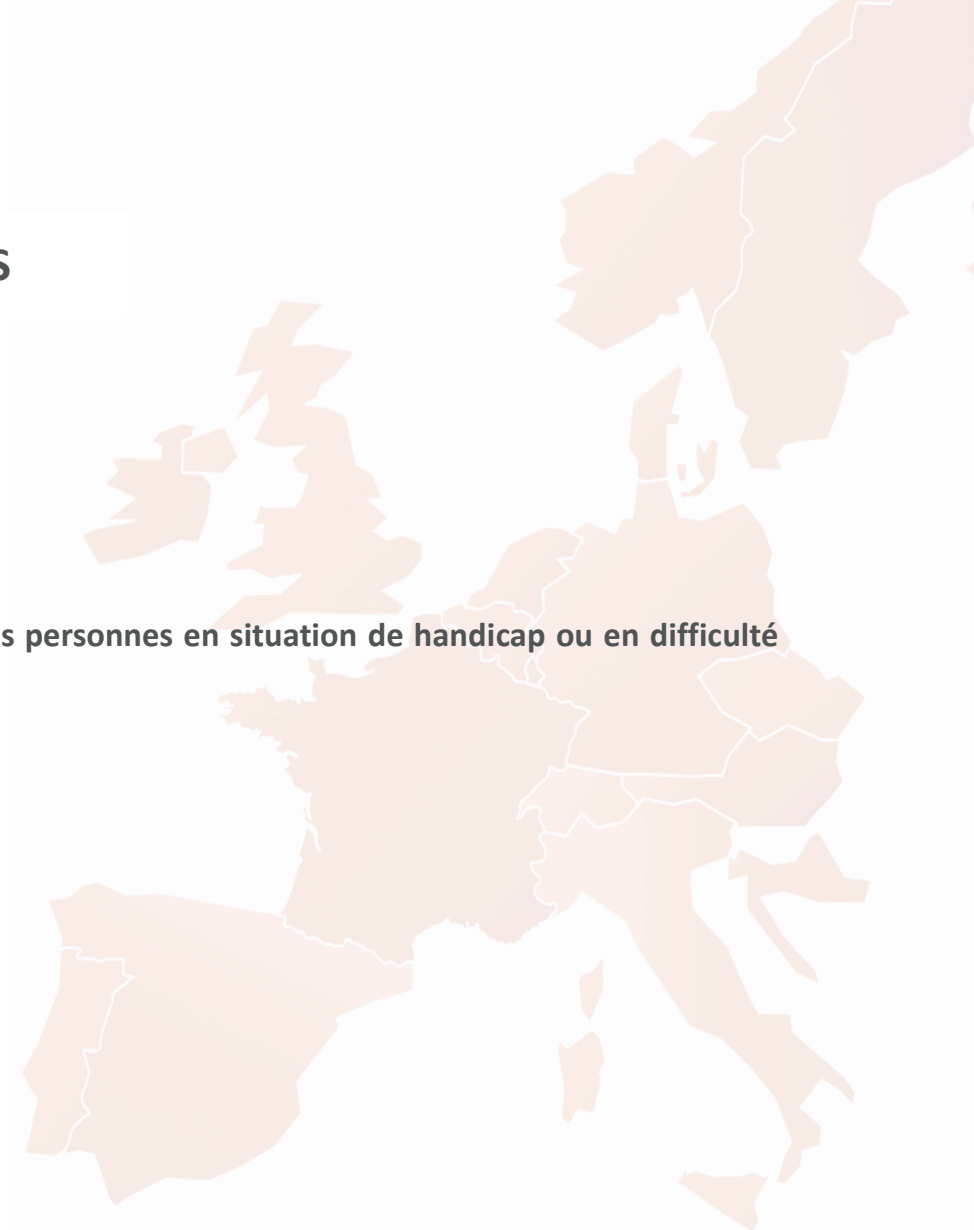 s
s personnes en situation de handicap ou en difficulté